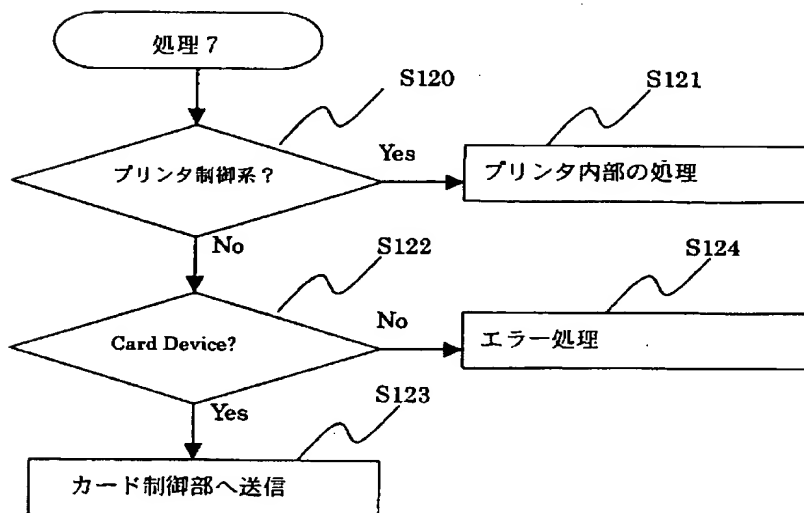 処理7
S120
S121
プリンタ制御系?
Yes
プリンタ内部の処理
No
S122
S124
Card Device?
No
エラー処理
Yes
S123
カード制御部へ送信